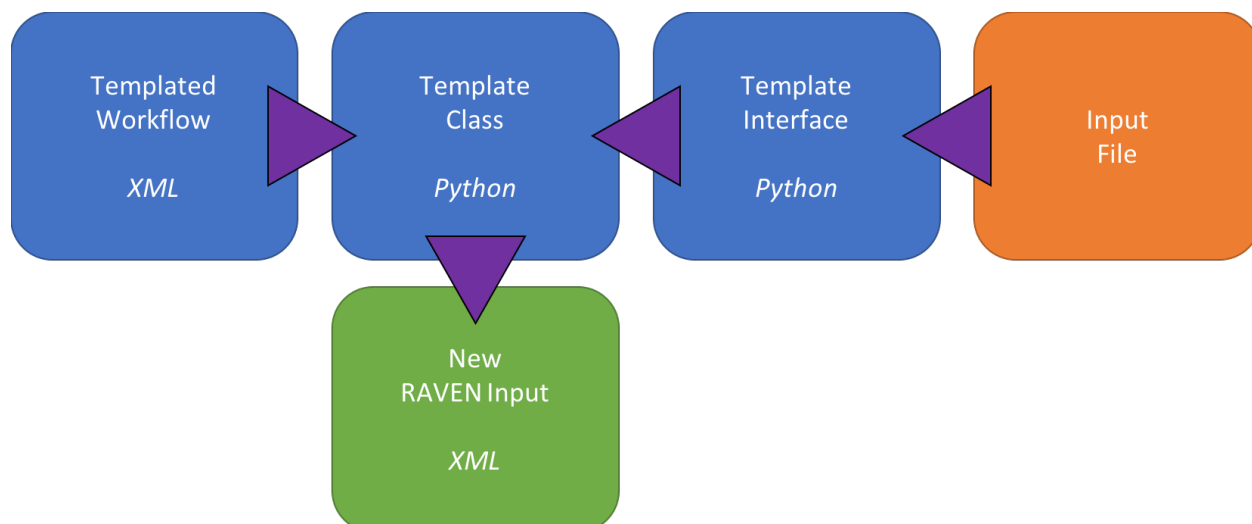 Templated
Workflow
XML
Template
Class
Python
Template
Interface
Python
Input
File
New
RAVEN Input
XML